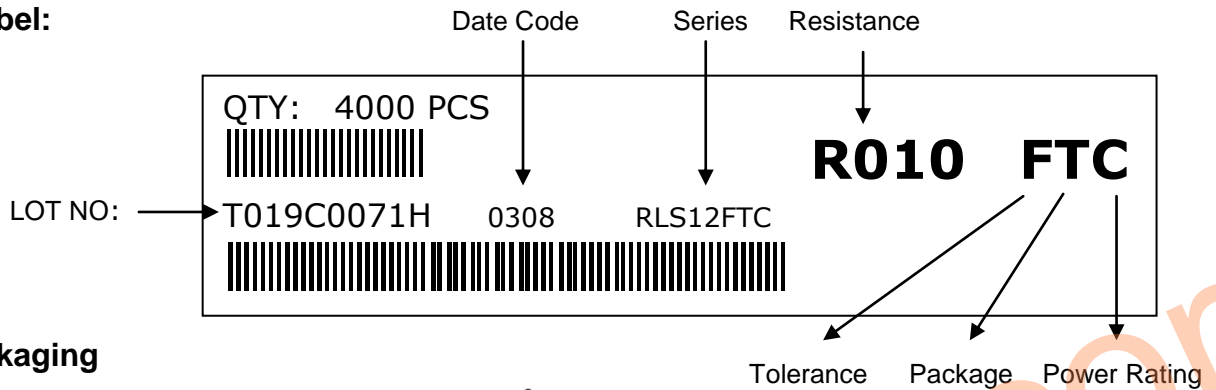 bel:
Date Code Series Resistance
QTY: 4000 PCS
R010 FTC
LOT NO: T019C0071H 0308 RLS12FTC
kaging
Tolerance Package Power Rating